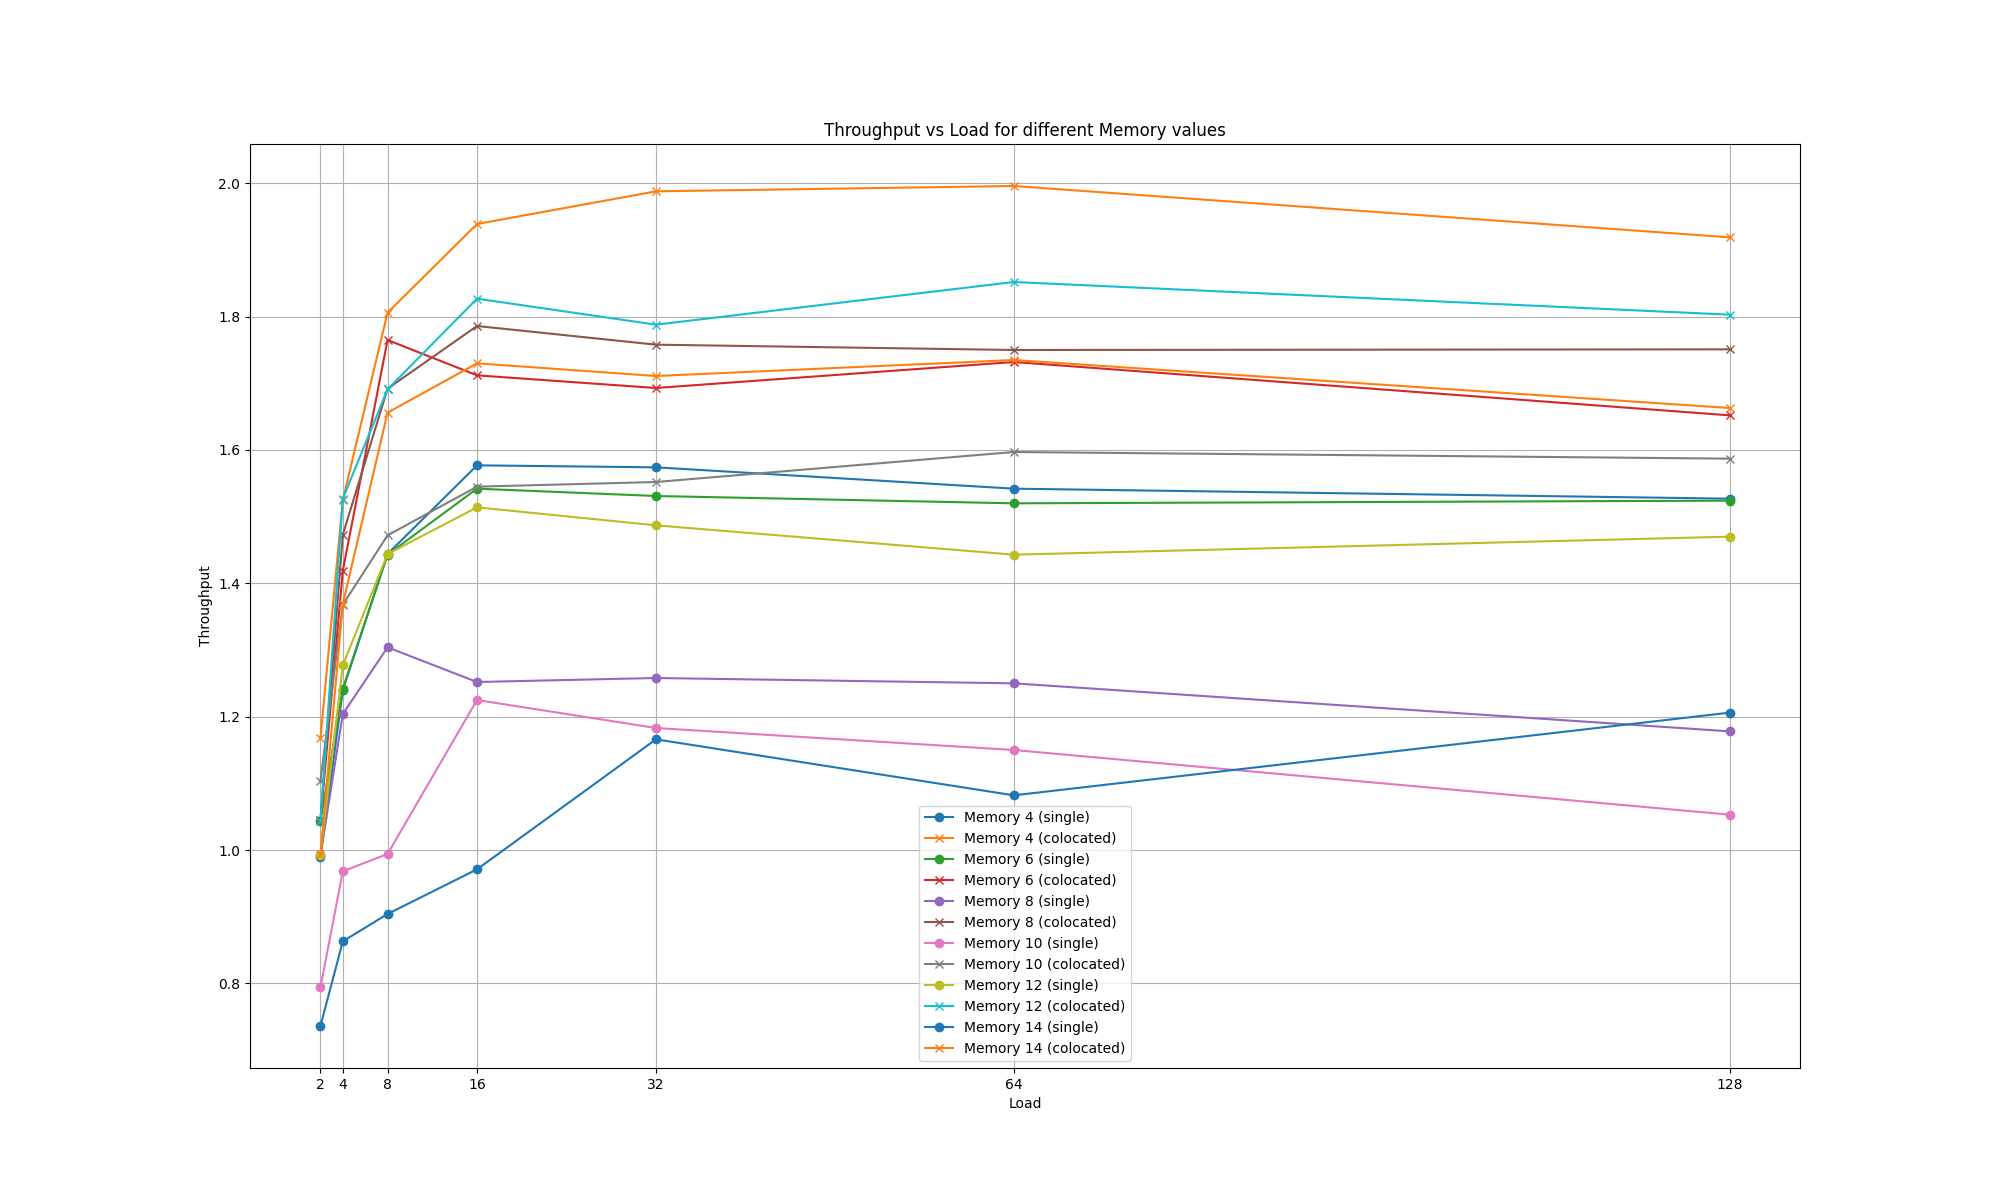 Throughput vs Load for different Memory values
2.0
1.8
1.6
1.4
1.2
1.0
0.8
Throughput
Memory 4 (single)
Memory 4 (colocated)
Memory 6 (single)
Memory 6 (colocated)
Memory 8 (single)
Memory 8 (colocated)
Memory 10 (single)
Memory 10 (colocated)
Memory 12 (single)
Memory 12 (colocated)
Memory 14 (single)
Memory 14 (colocated)
2 4 8 16 32 64 128
Load